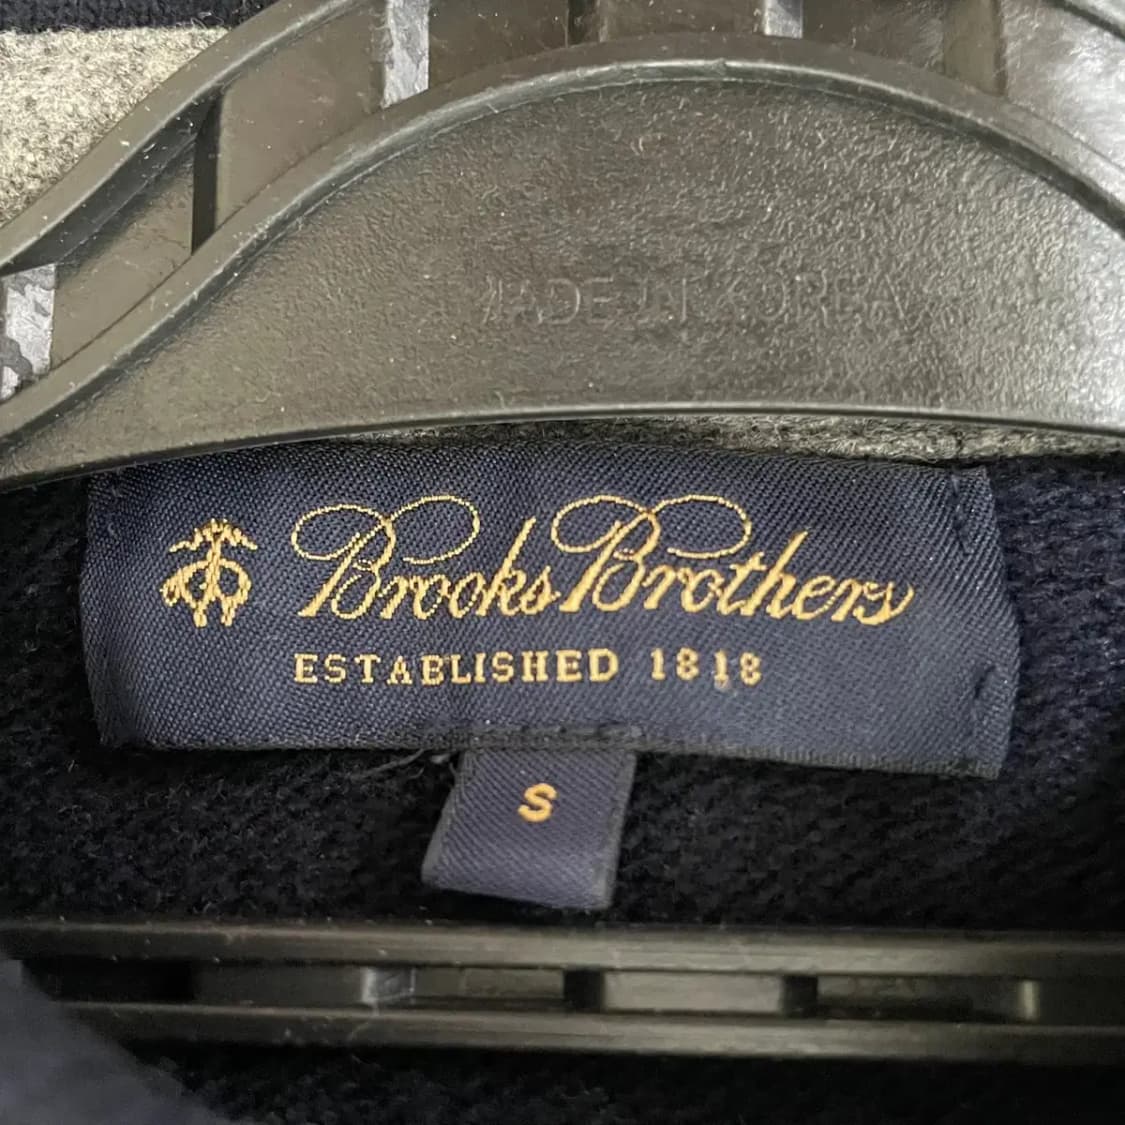 MADE IN KOREA
Brooks Brothers
ESTABLISHED 1818
S